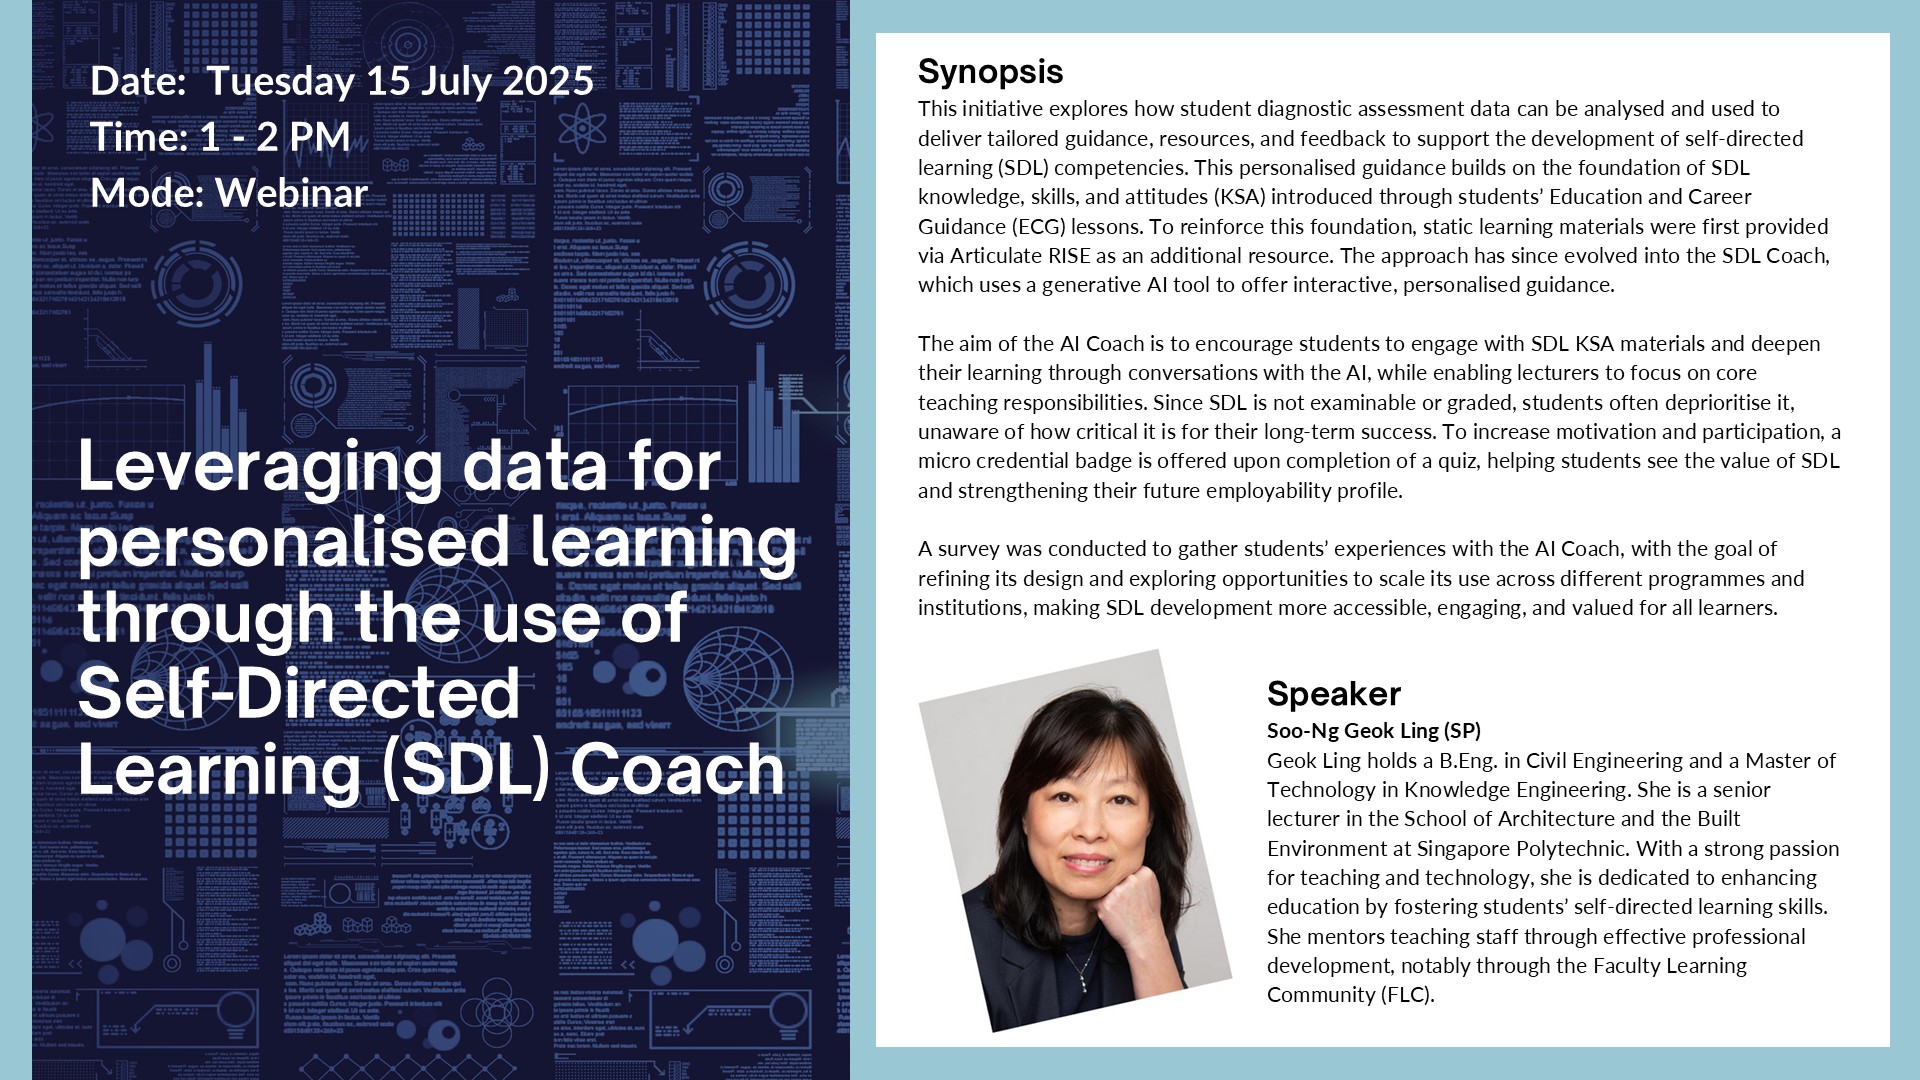 Date:  Tuesday 15 July 2025
Time: 1 - 2 PM
Mode: Webinar
Leveraging data for
personalised learning
through the use of
Self-Directed
Learning (SDL) Coach
Synopsis
This initiative explores how student diagnostic assessment data can be analysed and used to
deliver tailored guidance, resources, and feedback to support the development of self-directed
learning (SDL) competencies. This personalised guidance builds on the foundation of SDL
knowledge, skills, and attitudes (KSA) introduced through students’ Education and Career
Guidance (ECG) lessons. To reinforce this foundation, static learning materials were first provided
via Articulate RISE as an additional resource. The approach has since evolved into the SDL Coach,
which uses a generative AI tool to offer interactive, personalised guidance.
The aim of the AI Coach is to encourage students to engage with SDL KSA materials and deepen
their learning through conversations with the AI, while enabling lecturers to focus on core
teaching responsibilities. Since SDL is not examinable or graded, students often deprioritise it,
unaware of how critical it is for their long-term success. To increase motivation and participation, a
micro credential badge is offered upon completion of a quiz, helping students see the value of SDL
and strengthening their future employability profile.
A survey was conducted to gather students’ experiences with the AI Coach, with the goal of
refining its design and exploring opportunities to scale its use across different programmes and
institutions, making SDL development more accessible, engaging, and valued for all learners.
Speaker
Soo-Ng Geok Ling (SP)
Geok Ling holds a B.Eng. in Civil Engineering and a Master of
Technology in Knowledge Engineering. She is a senior
lecturer in the School of Architecture and the Built
Environment at Singapore Polytechnic. With a strong passion
for teaching and technology, she is dedicated to enhancing
education by fostering students’ self-directed learning skills.
She mentors teaching staff through effective professional
development, notably through the Faculty Learning
Community (FLC).